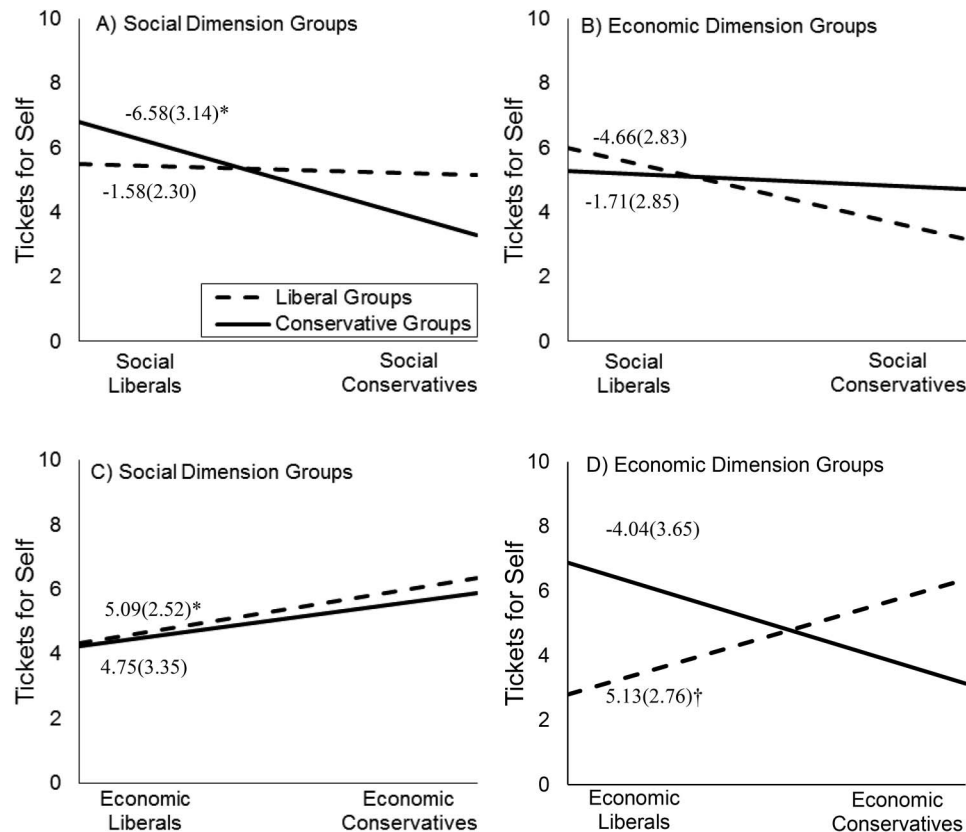 A) Social Dimension Groups
Tickets for Self
10
8
6
4
2
0
-6.58(3.14)*
-1.58(2.30)
Liberal Groups
Conservative Groups
Social
Liberals
Social
Conservatives
B) Economic Dimension Groups
Tickets for Self
10
8
6
4
2
0
-4.66(2.83)
-1.71(2.85)
Social
Liberals
Social
Conservatives
C) Social Dimension Groups
Tickets for Self
10
8
6
4
2
0
5.09(2.52)*
4.75(3.35)
Economic
Liberals
Economic
Conservatives
D) Economic Dimension Groups
Tickets for Self
10
8
6
4
2
0
-4.04(3.65)
5.13(2.76)†
Economic
Liberals
Economic
Conservatives